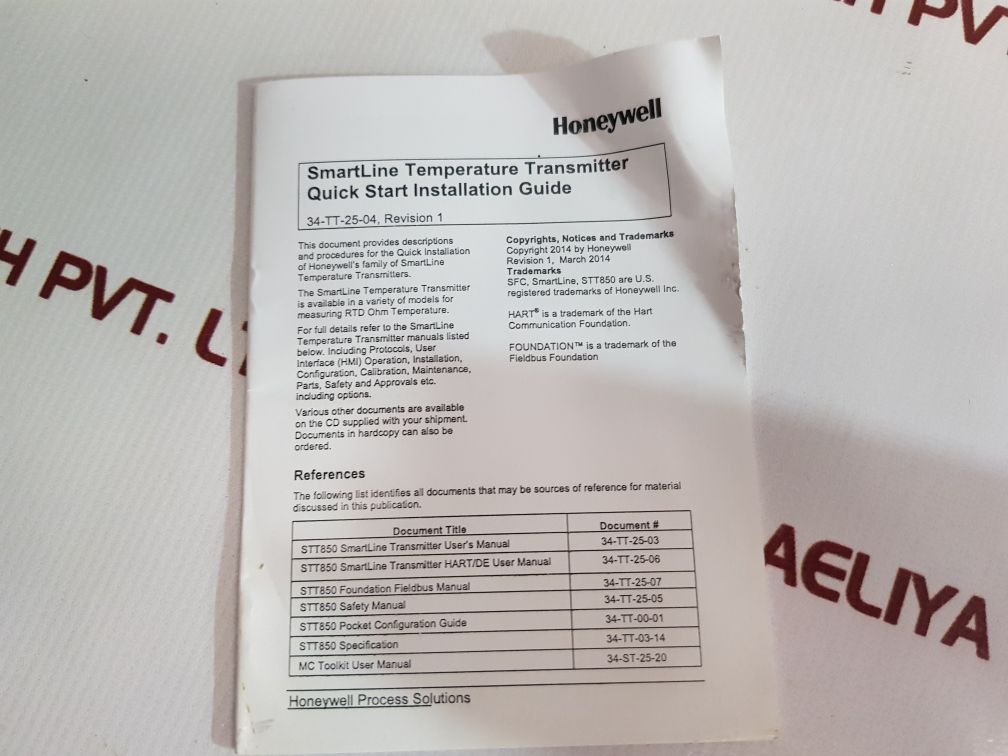 H PVT
H PVT. LT
AELIYA
Honeywell
SmartLine Temperature Transmitter
Quick Start Installation Guide
34-TT-25-04, Revision 1
This document provides descriptions
and procedures for the Quick Installation
of Honeywell's family of SmartLine
Temperature Transmitters.
The SmartLine Temperature Transmitter
is available in a variety of models for
measuring RTD Ohm Temperature.
For full details refer to the SmartLine
Temperature Transmitter manuals listed
below. Including Protocols, User
Interface (HMI) Operation, Installation,
Configuration, Calibration, Maintenance,
Parts, Safety and Approvals etc.
including options.
Various other documents are available
on the CD supplied with your shipment.
Documents in hardcopy can also be
ordered.
Copyrights, Notices and Trademarks
Copyright 2014 by Honeywell
Revision 1, March 2014
Trademarks
SFC, SmartLine, STT850 are U.S.
registered trademarks of Honeywell Inc.
HART® is a trademark of the Hart
Communication Foundation.
FOUNDATION™ is a trademark of the
Fieldbus Foundation
References
The following list identifies all documents that may be sources of reference for material
discussed in this publication.
Document Title Document #
STT850 SmartLine Transmitter User's Manual 34-TT-25-03
STT850 SmartLine Transmitter HART/DE User Manual 34-TT-25-06
STT850 Foundation Fieldbus Manual 34-TT-25-07
STT850 Safety Manual 34-TT-25-05
STT850 Pocket Configuration Guide 34-TT-00-01
STT850 Specification 34-TT-03-14
MC Toolkit User Manual 34-ST-25-20
Honeywell Process Solutions